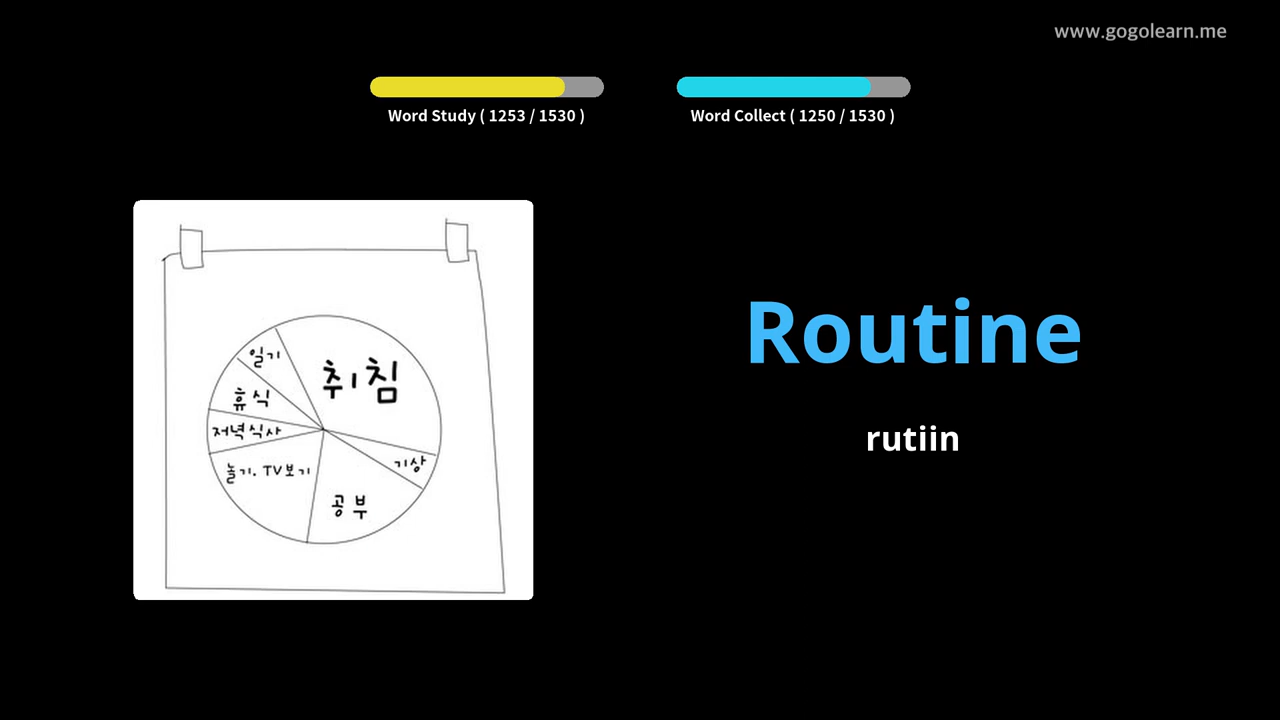 www.gogolearn.me
Word Study ( 1253 / 1530 )
Word Collect ( 1250 / 1530 )
일기
취침
휴식
저녁식사
놀기. TV보기
기상
공부
Routine
rutiin